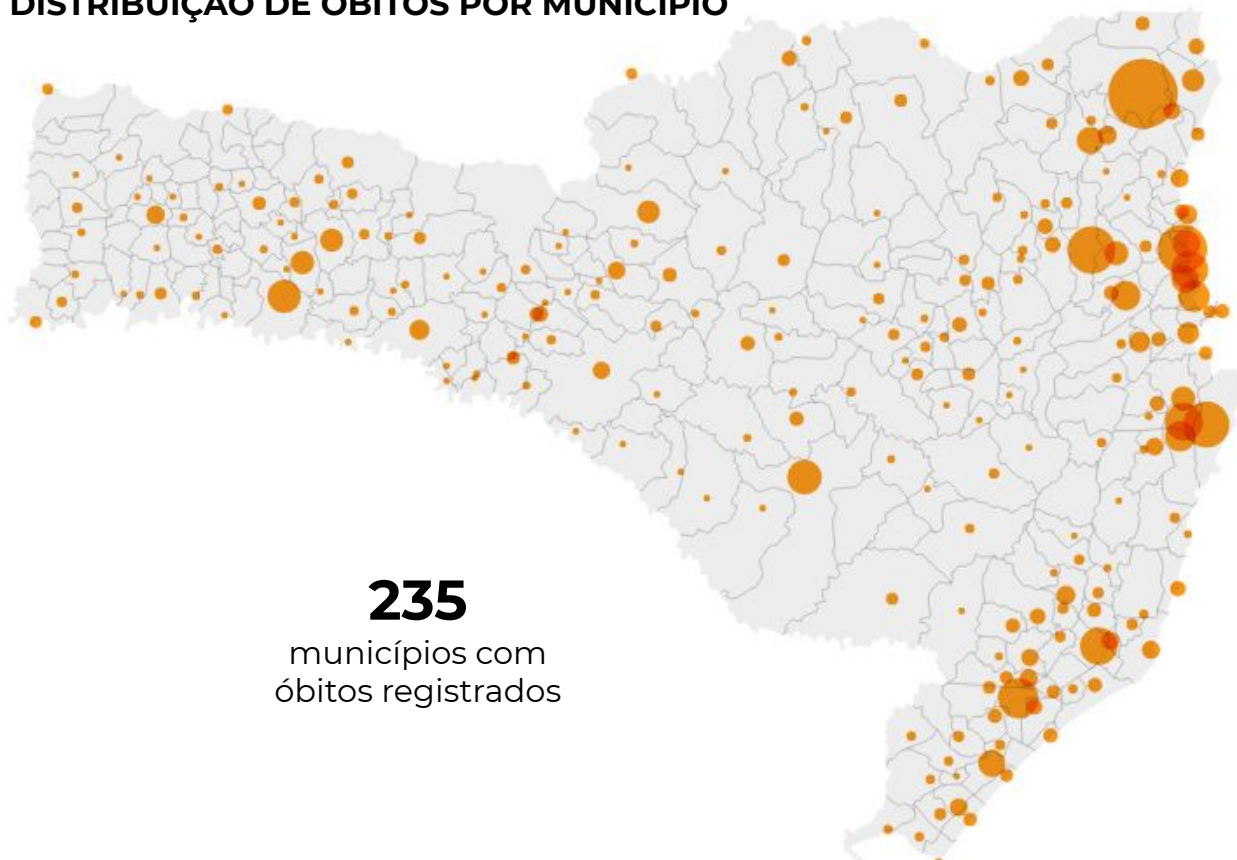 DISTRIBUIÇÃO DE ÓBITOS POR MUNICÍPIO
235
municípios com
óbitos registrados